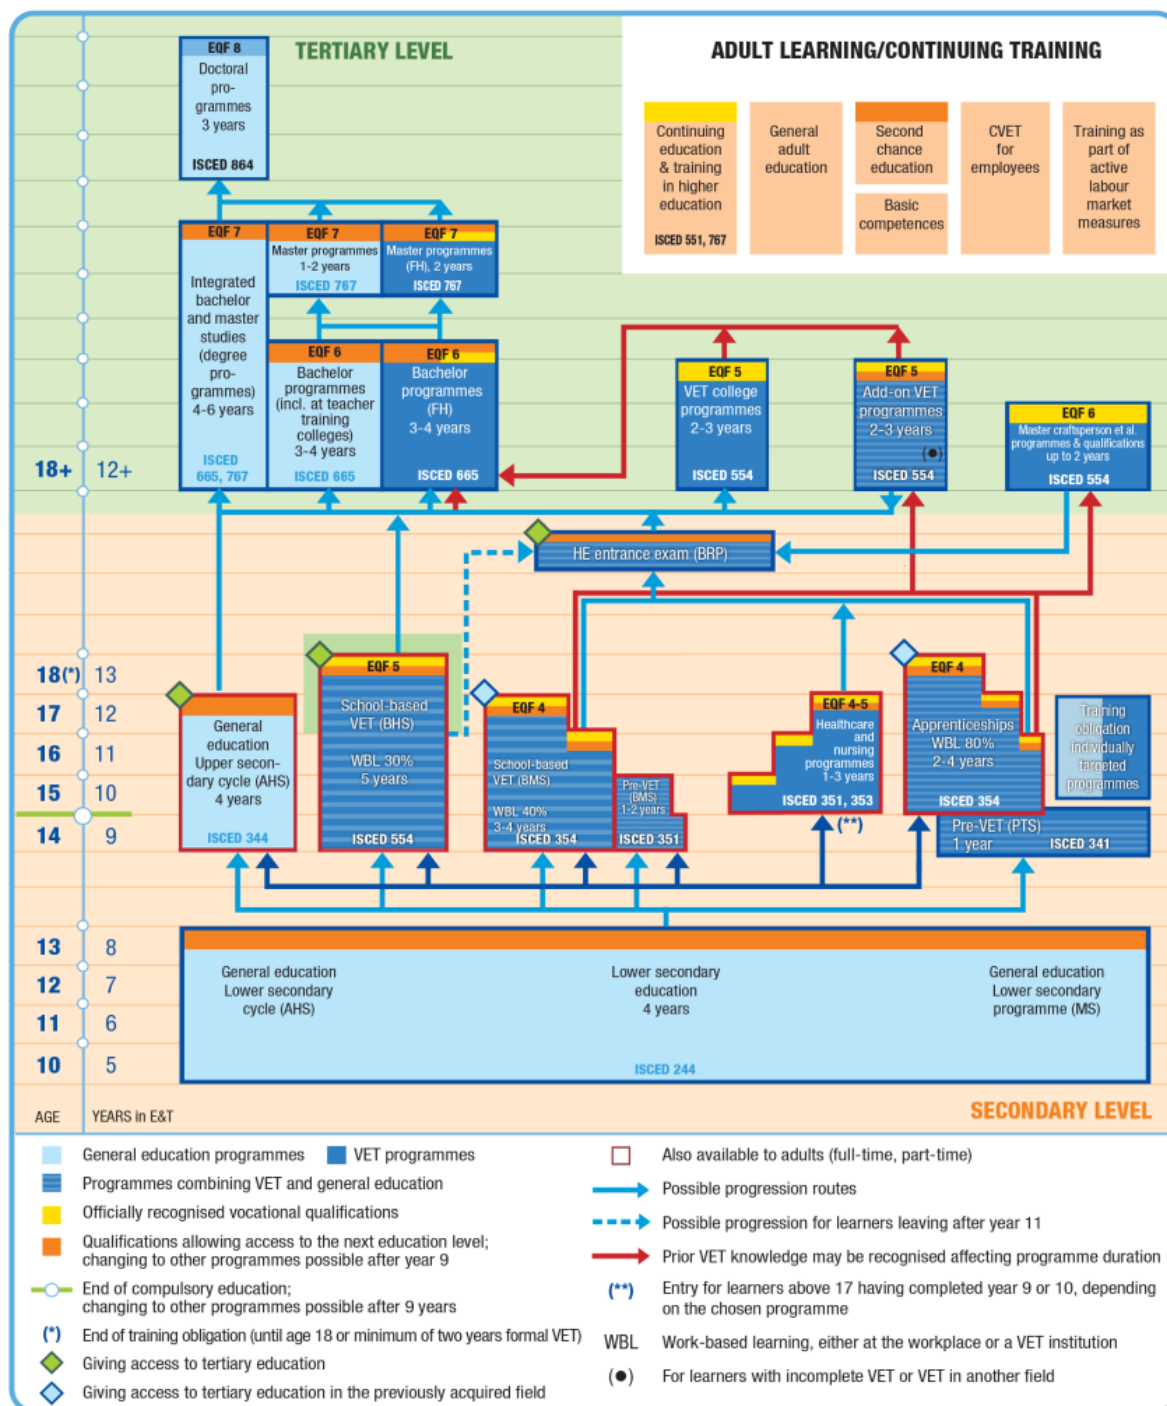 TERTIARY LEVEL
EQF 8
Doctoral
pro-
grammes
3 years
ISCED 864
ADULT LEARNING/CONTINUING TRAINING
Continuing
education
& training
in higher
education
ISCED 551, 767
General
adult
education
Second
chance
education
Basic
competences
CVET
for
employees
Training as
part of
active
labour
market
measures
EQF 7
Integrated
bachelor
and master
studies
(degree
pro-
grammes)
4-6 years
ISCED
665, 767
EQF 7
Master programmes
1-2 years
ISCED 767
EQF 7
Master programmes
(FH), 2 years
ISCED 767
EQF 6
Bachelor
programmes
(incl. at teacher
training
colleges)
3-4 years
ISCED 665
EQF 6
Bachelor
programmes
(FH)
3-4 years
ISCED 665
EQF 5
VET college
programmes
2-3 years
ISCED 554
EQF 5
Add-on VET
programmes
2-3 years
(●)
ISCED 554
EQF 6
Master craftsperson et al.
programmes & qualifications
up to 2 years
ISCED 554
18+ 12+
HE entrance exam (BRP)
18(*) 13
17 12
16 11
15 10
14 9
General
education
Upper secon-
dary cycle (AHS)
4 years
ISCED 344
EQF 5
School-based
VET (BHS)
WBL 30%
5 years
ISCED 554
EQF 4
School-based
VET (BMS)
WBL 40%
3-4 years
ISCED 354
Pre-VET
(BMS)
1-2 years
ISCED 351
EQF 4-5
Healthcare
and
nursing
programmes
1-3 years
ISCED 351, 353
(**)
EQF 4
Apprenticeships
WBL 80%
2-4 years
ISCED 354
Training
obligation
individually
targeted
programmes
Pre-VET (PTS)
1 year
ISCED 341
13 8
12 7
11 6
10 5
General education
Lower secondary
cycle (AHS)
Lower secondary
education
4 years
General education
Lower secondary
programme (MS)
ISCED 244
AGE YEARS in E&T
SECONDARY LEVEL
General education programmes
VET programmes
Programmes combining VET and general education
Officially recognised vocational qualifications
Qualifications allowing access to the next education level;
changing to other programmes possible after year 9
End of compulsory education;
changing to other programmes possible after 9 years
(*) End of training obligation (until age 18 or minimum of two years formal VET)
Giving access to tertiary education
Giving access to tertiary education in the previously acquired field
Also available to adults (full-time, part-time)
Possible progression routes
Possible progression for learners leaving after year 11
Prior VET knowledge may be recognised affecting programme duration
(**) Entry for learners above 17 having completed year 9 or 10, depending
on the chosen programme
WBL Work-based learning, either at the workplace or a VET institution
(●) For learners with incomplete VET or VET in another field